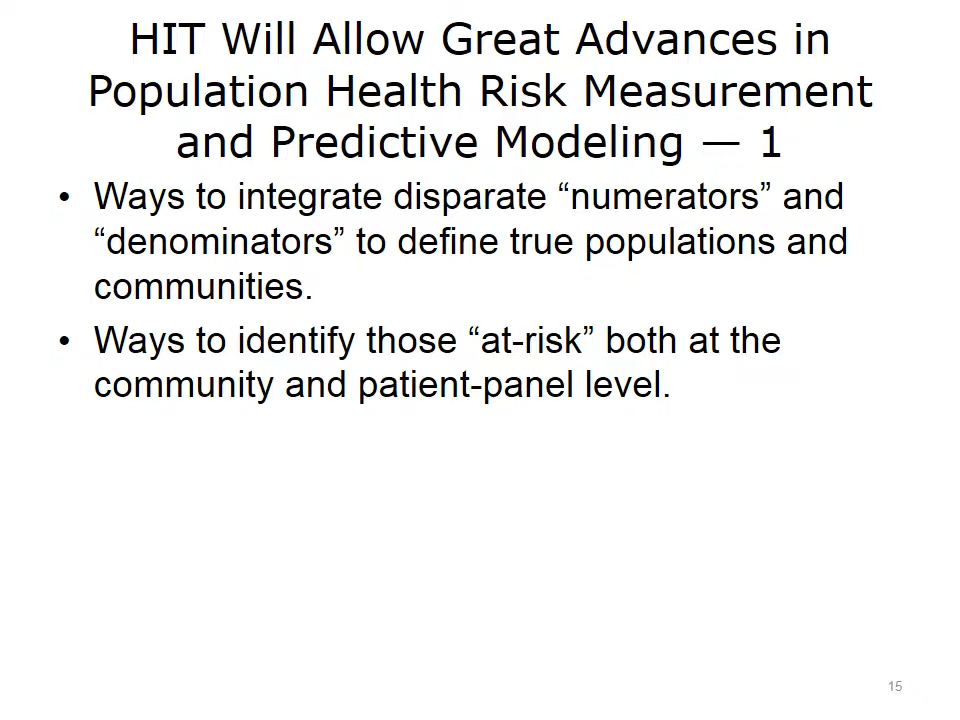 HIT Will Allow Great Advances in
Population Health Risk Measurement
and Predictive Modeling — 1
• Ways to integrate disparate “numerators” and
“denominators” to define true populations and
communities.
• Ways to identify those “at-risk” both at the
community and patient-panel level.
15